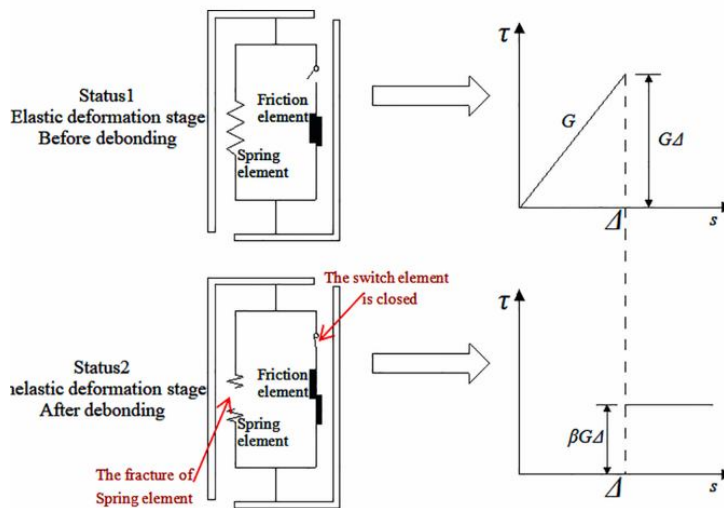 Status1
Elastic deformation stage
Before debonding
Friction
element
Spring
element
τ
G
GΔ
Δ
s
The switch element
is closed
Status2
nelastic deformation stage
After debonding
Friction
element
Spring
element
The fracture of
Spring element
τ
βGΔ
Δ
s